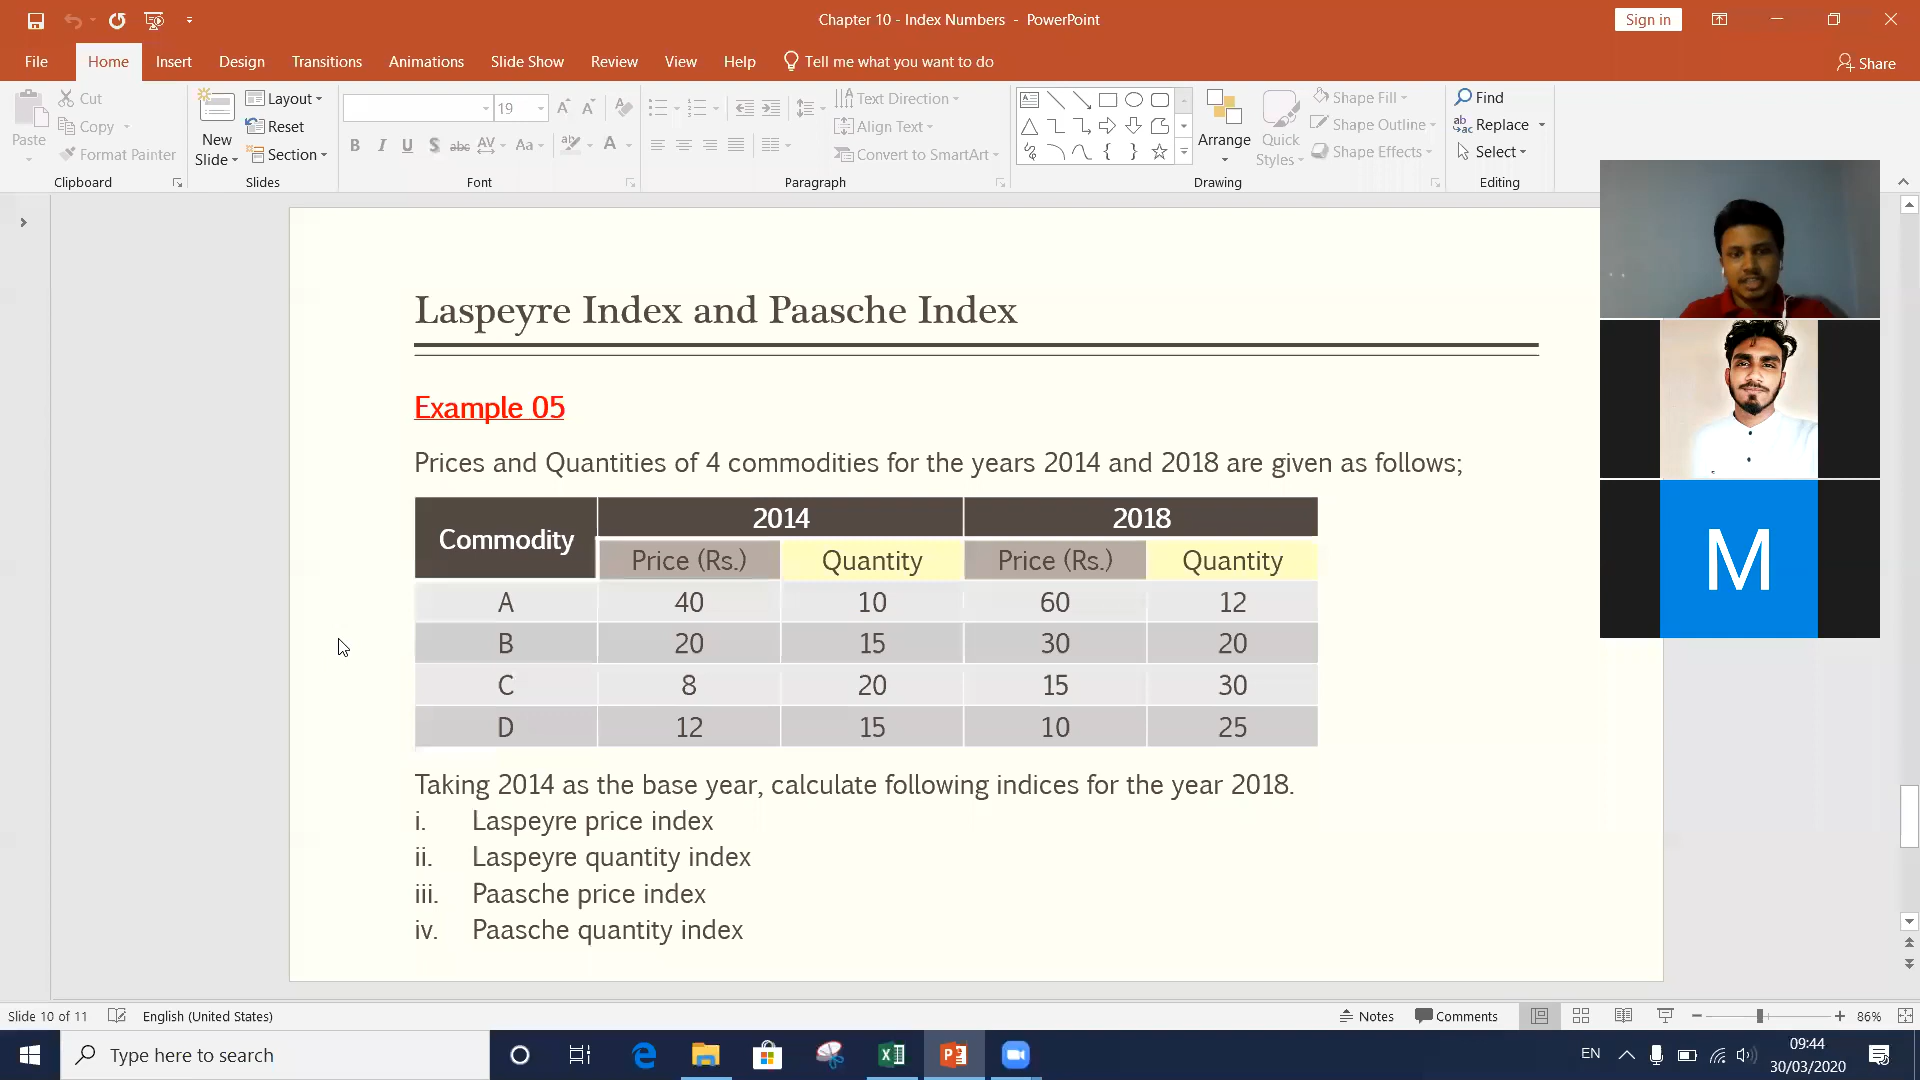 Chapter 10 - Index Numbers - PowerPoint
Sign in
File Home Insert Design Transitions Animations Slide Show Review View Help Tell me what you want to do
Share
Paste
Cut
Copy
Format Painter
Clipboard
New Slide
Layout
Reset
Section
Slides
19
B I U S abc AV Aa A
Font
Text Direction
Align Text
Convert to SmartArt
Paragraph
Arrange
Quick Styles
Shape Fill
Shape Outline
Shape Effects
Drawing
Find
Replace
Select
Editing
Laspeyre Index and Paasche Index
Example 05
Prices and Quantities of 4 commodities for the years 2014 and 2018 are given as follows;
Commodity 2014 2018
Price (Rs.) Quantity Price (Rs.) Quantity
A 40 10 60 12
B 20 15 30 20
C 8 20 15 30
D 12 15 10 25
Taking 2014 as the base year, calculate following indices for the year 2018.
i. Laspeyre price index
ii. Laspeyre quantity index
iii. Paasche price index
iv. Paasche quantity index
M
Slide 10 of 11 English (United States) Notes Comments 86%
Type here to search
EN
09:44
30/03/2020